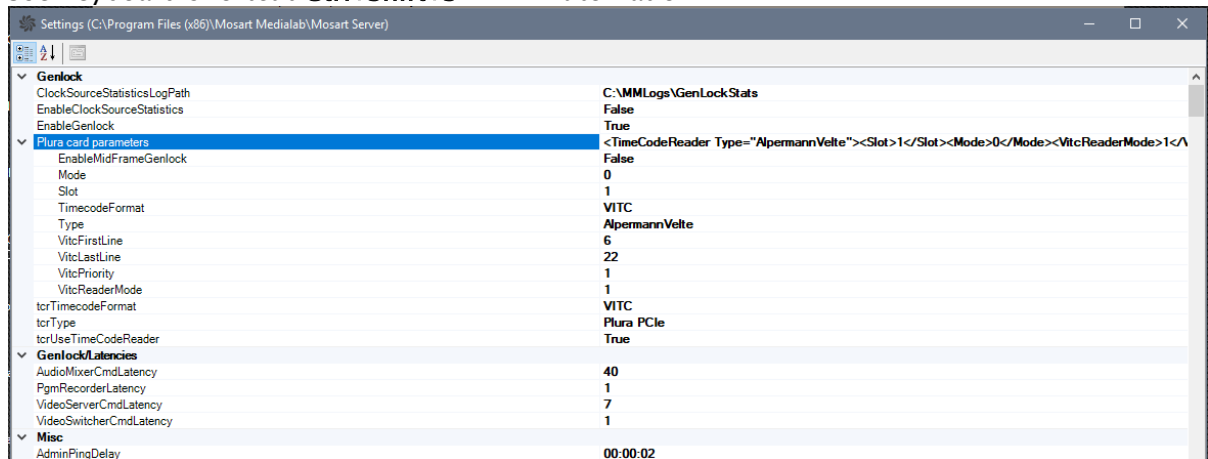 Settings (C:\Program Files (x86)\Mosart Medialab\Mosart Server)
Genlock
ClockSourceStatisticsLogPath C:\MMLogs\GenLockStats
EnableClockSourceStatistics False
EnableGenlock True
Plura card parameters <TimeCodeReader Type="AlpermannVelte"><Slot>1</Slot><Mode>0</Mode><VitcReaderMode>1</V
EnableMidFrameGenlock False
Mode 0
Slot 1
TimecodeFormat VITC
Type AlpermannVelte
VitcFirstLine 6
VitcLastLine 22
VitcPriority 1
VitcReaderMode 1
tcrTimecodeFormat VITC
tcrType Plura PCIe
tcrUseTimeCodeReader True
Genlock/Latencies
AudioMixerCmdLatency 40
PgmRecorderLatency 1
VideoServerCmdLatency 7
VideoSwitcherCmdLatency 1
Misc
AdminPingDelay 00:00:02